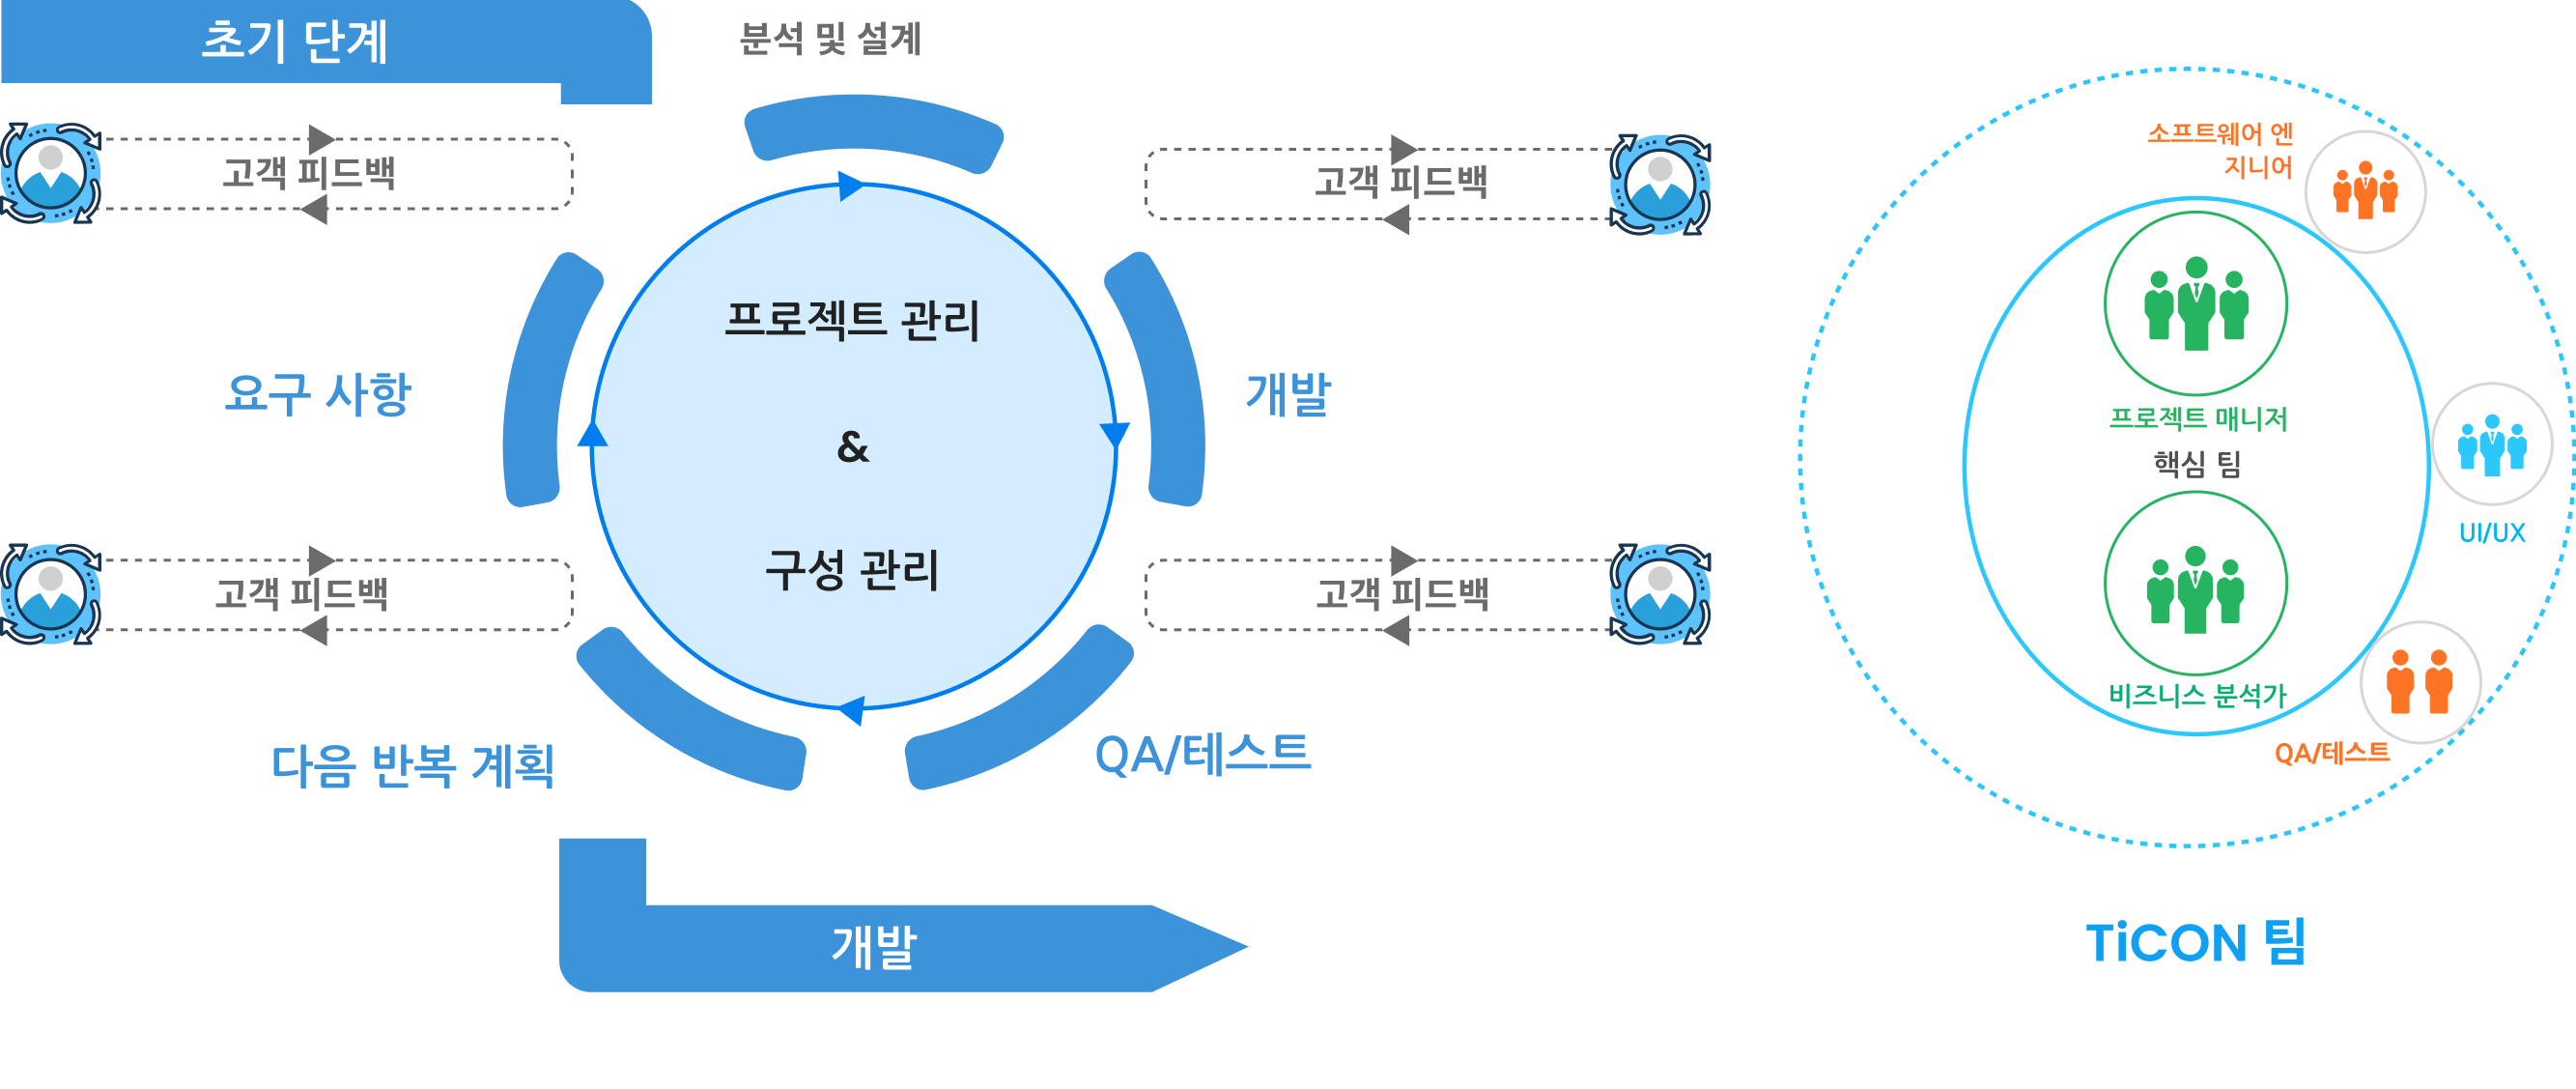 초기 단계
분석 및 설계
고객 피드백
고객 피드백
프로젝트 관리
&
구성 관리
요구 사항
개발
고객 피드백
고객 피드백
다음 반복 계획
QA/테스트
개발
소프트웨어 엔
지니어
프로젝트 매니저
핵심 팀
UI/UX
비즈니스 분석가
QA/테스트
TiCON 팀